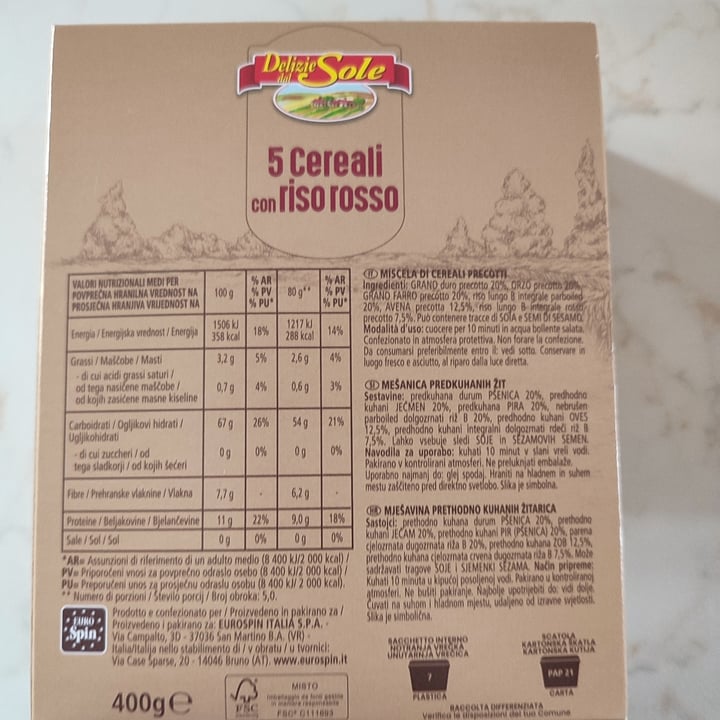 Delizie
dal Sole
5 Cereali
con riso rosso
VALORI NUTRIZIONALI MEDI PER
POVPREČNA HRANILNA VREDNOST NA
PROSJEČNA HRANJIVA VRIJEDNOST NA
100 g
% AR
% PV
% PU*
80 g**
% AR
% PV
% PU*
Energia / Energijska vrednost / Energija
1506 kJ
358 kcal
18%
1217 kJ
288 kcal
14%
Grassi / Maščobe / Masti
3,2 g 5% 2,6 g 4%
- di cui acidi grassi saturi /
od tega nasičene maščobe /
od kojih zasićene masne kiseline
0,7 g 4% 0,6 g 3%
Carboidrati / Ogljikovi hidrati /
Ugljikohidrati
67 g 26% 54 g 21%
- di cui zuccheri / od
tega sladkorji / od kojih šećeri
0 g 0% 0 g 0%
Fibre / Prehranske vlaknine / Vlakna 7,7 g - 6,2 g -
Proteine / Beljakovine / Bjelančevine 11 g 22% 9,0 g 18%
Sale / Sol / Sol 0 g 0% 0 g 0%
*AR= Assunzioni di riferimento di un adulto medio (8 400 kJ/2 000 kcal) /
PV= Priporočeni vnosi za povprečno odraslo osebo (8 400 kJ/2 000 kcal) /
PU= Preporučeni unos za prosječnu odraslu osobu (8 400 kJ/2 000 kcal).
** Numero di porzioni / Število porcij / Broj obroka: 5,0.
EURO
Spin
Prodotto e confezionato per / Proizvedeno in pakirano za /
Proizvedeno i pakirano za: EUROSPIN ITALIA S.P.A. -
Via Campalto, 3D - 37036 San Martino B.A. (VR) -
Italia/Italija nello stabilimento di / v obratu / u tvornici:
Via Case Sparse, 20 - 14046 Bruno (AT). www.eurospin.it
400g e
FSC
MISTO
Imballaggio da fonti gestite
in maniera responsabile
FSC® C111693
IT MISCELA DI CEREALI PRECOTTI
Ingredienti: GRANO duro precotto 20%, ORZO precotto 20%,
GRANO FARRO precotto 20%, riso lungo B integrale parboiled
20%, AVENA precotta 12,5%, riso lungo B integrale rosso
precotto 7,5%. Può contenere tracce di SOIA e SEMI DI SESAMO.
Modalità d'uso: cuocere per 10 minuti in acqua bollente salata.
Confezionato in atmosfera protettiva. Non forare la confezione.
Da consumarsi preferibilmente entro il: vedi sotto. Conservare in
luogo fresco e asciutto, al riparo dalla luce diretta.
SI MEŠANICA PREDKUHANIH ŽIT
Sestavine: predkuhana durum PŠENICA 20%, predhodno
kuhani JEČMEN 20%, predkuhana PIRA 20%, nebrušen
parboiled dolgozrnati riž B 20%, predhodno kuhani OVES
12,5%, predhodno kuhani integralni dolgozrnati rdeči riž B
7,5%. Lahko vsebuje sledi SOJE in SEZAMOVIH SEMEN.
Navodila za uporabo: kuhati 10 minut v slani vreli vodi.
Pakirano v kontrolirani atmosferi. Ne preluknjati embalaže.
Uporabno najmanj do: glej spodaj. Hraniti na hladnem in suhem
mestu zaščiteno pred direktno svetlobo. Slika je simbolna.
HR MJEŠAVINA PRETHODNO KUHANIH ŽITARICA
Sastojci: prethodno kuhana durum PŠENICA 20%, prethodno
kuhani JEČAM 20%, prethodno kuhani PIR (PŠENICA) 20%, parena
cjelozrnata dugozrnata riža B 20%, prethodno kuhana ZOB 12,5%,
prethodno kuhana cjelozrnata crvena dugozrnata riža B 7,5%. Može
sadržavati tragove SOJE I SJEMENKI SEZAMA. Način pripreme:
Kuhati 10 minuta u kipućoj posoljenoj vodi. Pakirano u kontroliranoj
atmosferi. Ne bušiti pakiranje. Najbolje upotrijebiti do: vidi dolje.
Čuvati na suhom i hladnom mjestu, udaljeno od izravne svjetlosti.
Slika je simbolična.
SACCHETTO INTERNO
NOTRANJA VREČKA
UNUTARNJA VREĆICA
7
PLASTICA
SCATOLA
KARTONSKA ŠKATLA
KARTONSKA KUTIJA
PAP 21
CARTA
RACCOLTA DIFFERENZIATA
Verifica le disposizioni del tuo Comune